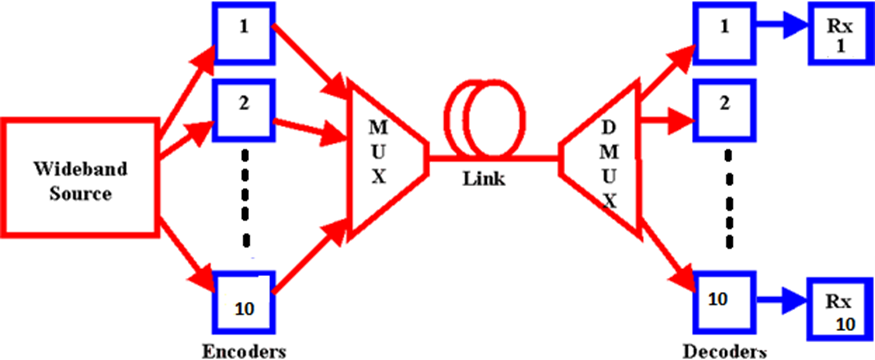 1
1
Rx
1
2
2
Wideband
Source
M
U
X
Link
D
M
U
X
10
10
Rx
10
Encoders
Decoders